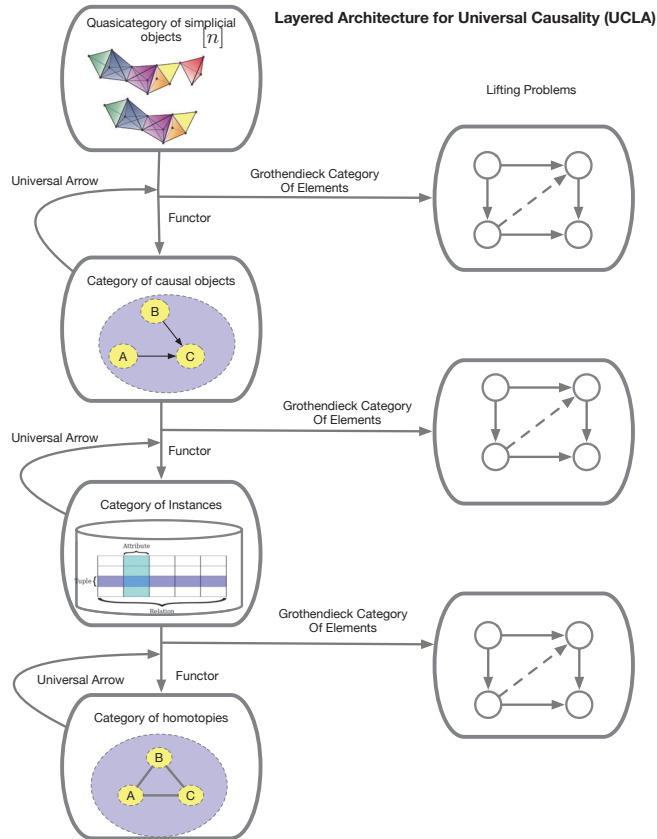 Layered Architecture for Universal Causality (UCLA)
Quasicategory of simplicial
objects [n]
Lifting Problems
Universal Arrow
Grothendieck Category
Of Elements
Functor
Category of causal objects
B
A
C
Grothendieck Category
Of Elements
Universal Arrow
Functor
Category of Instances
Attribute
Tuple
Relation
Grothendieck Category
Of Elements
Universal Arrow
Functor
Category of homotopies
B
A
C